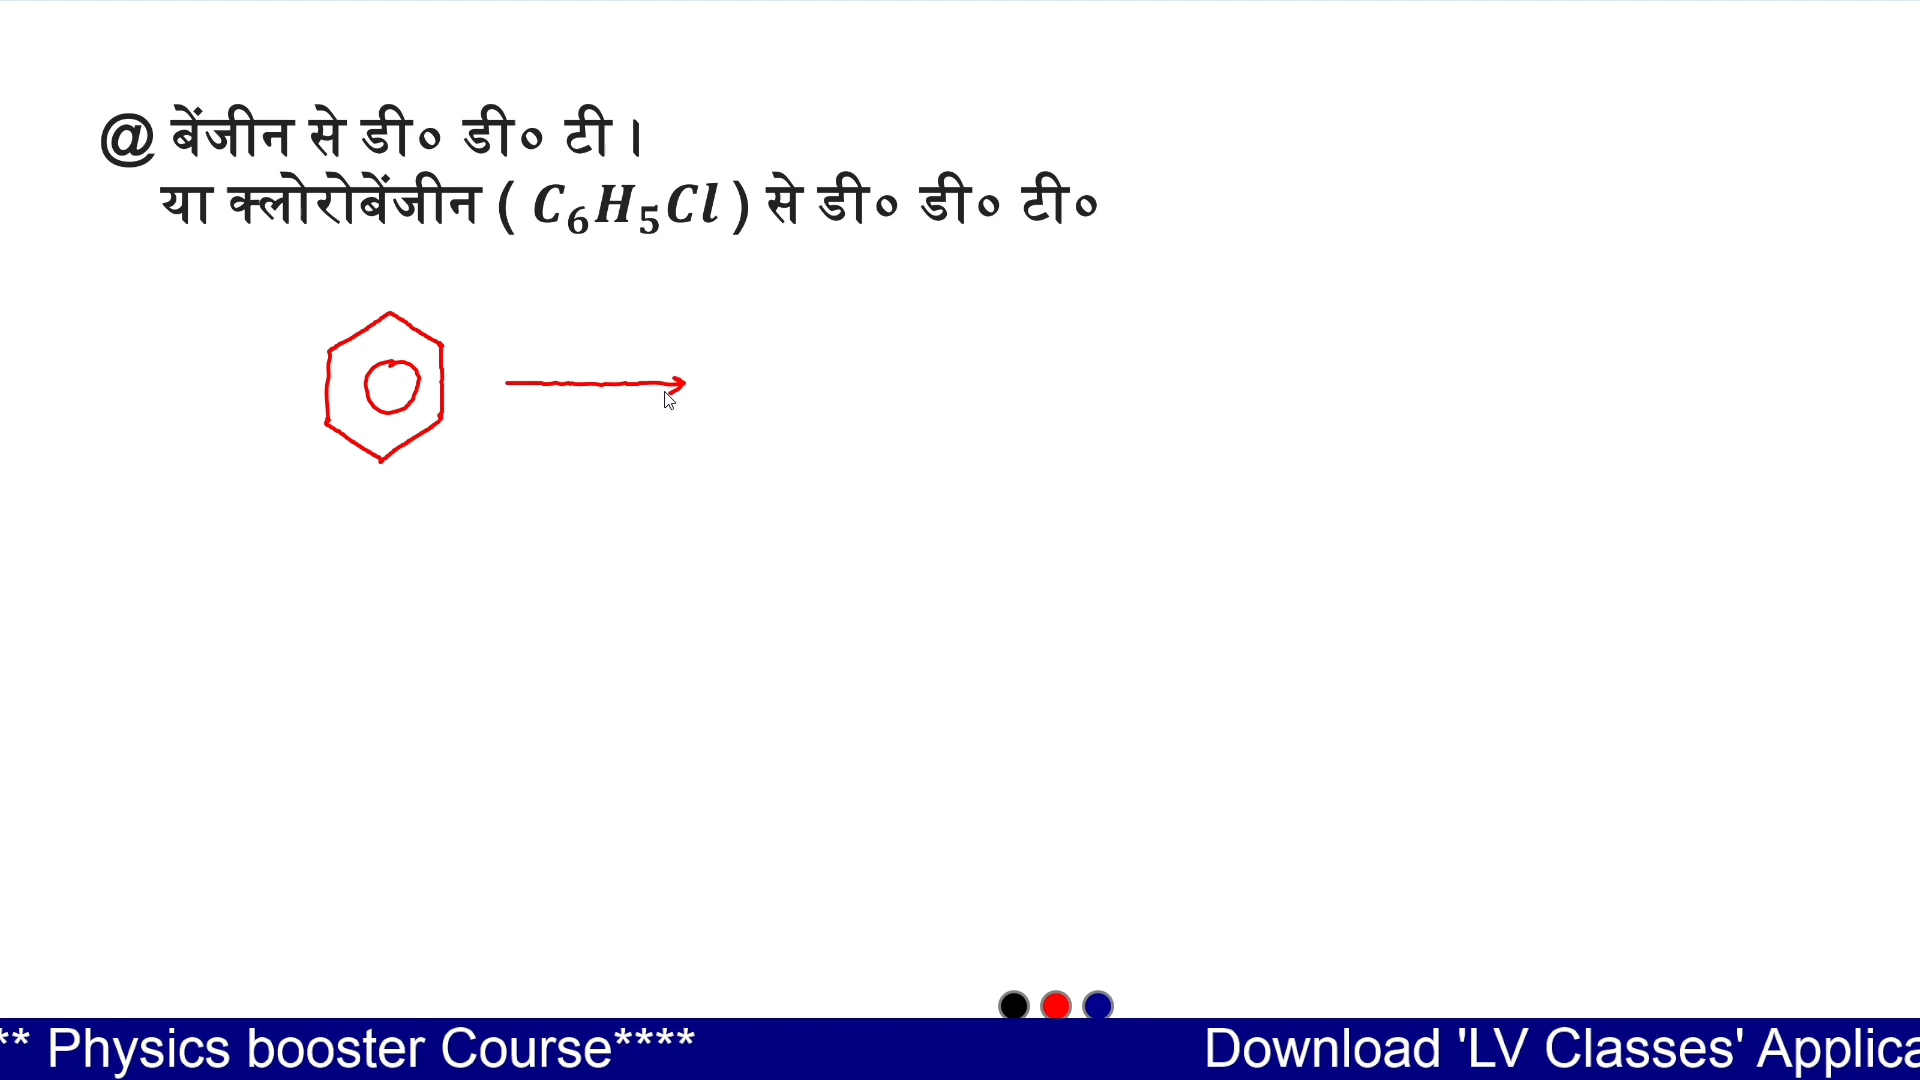 @ बेंजीन से डी० डी० टी।
या क्लोरोबेंजीन ( C₆H₅Cl ) से डी० डी० टी०
** Physics booster Course**** Download 'LV Classes' Applica